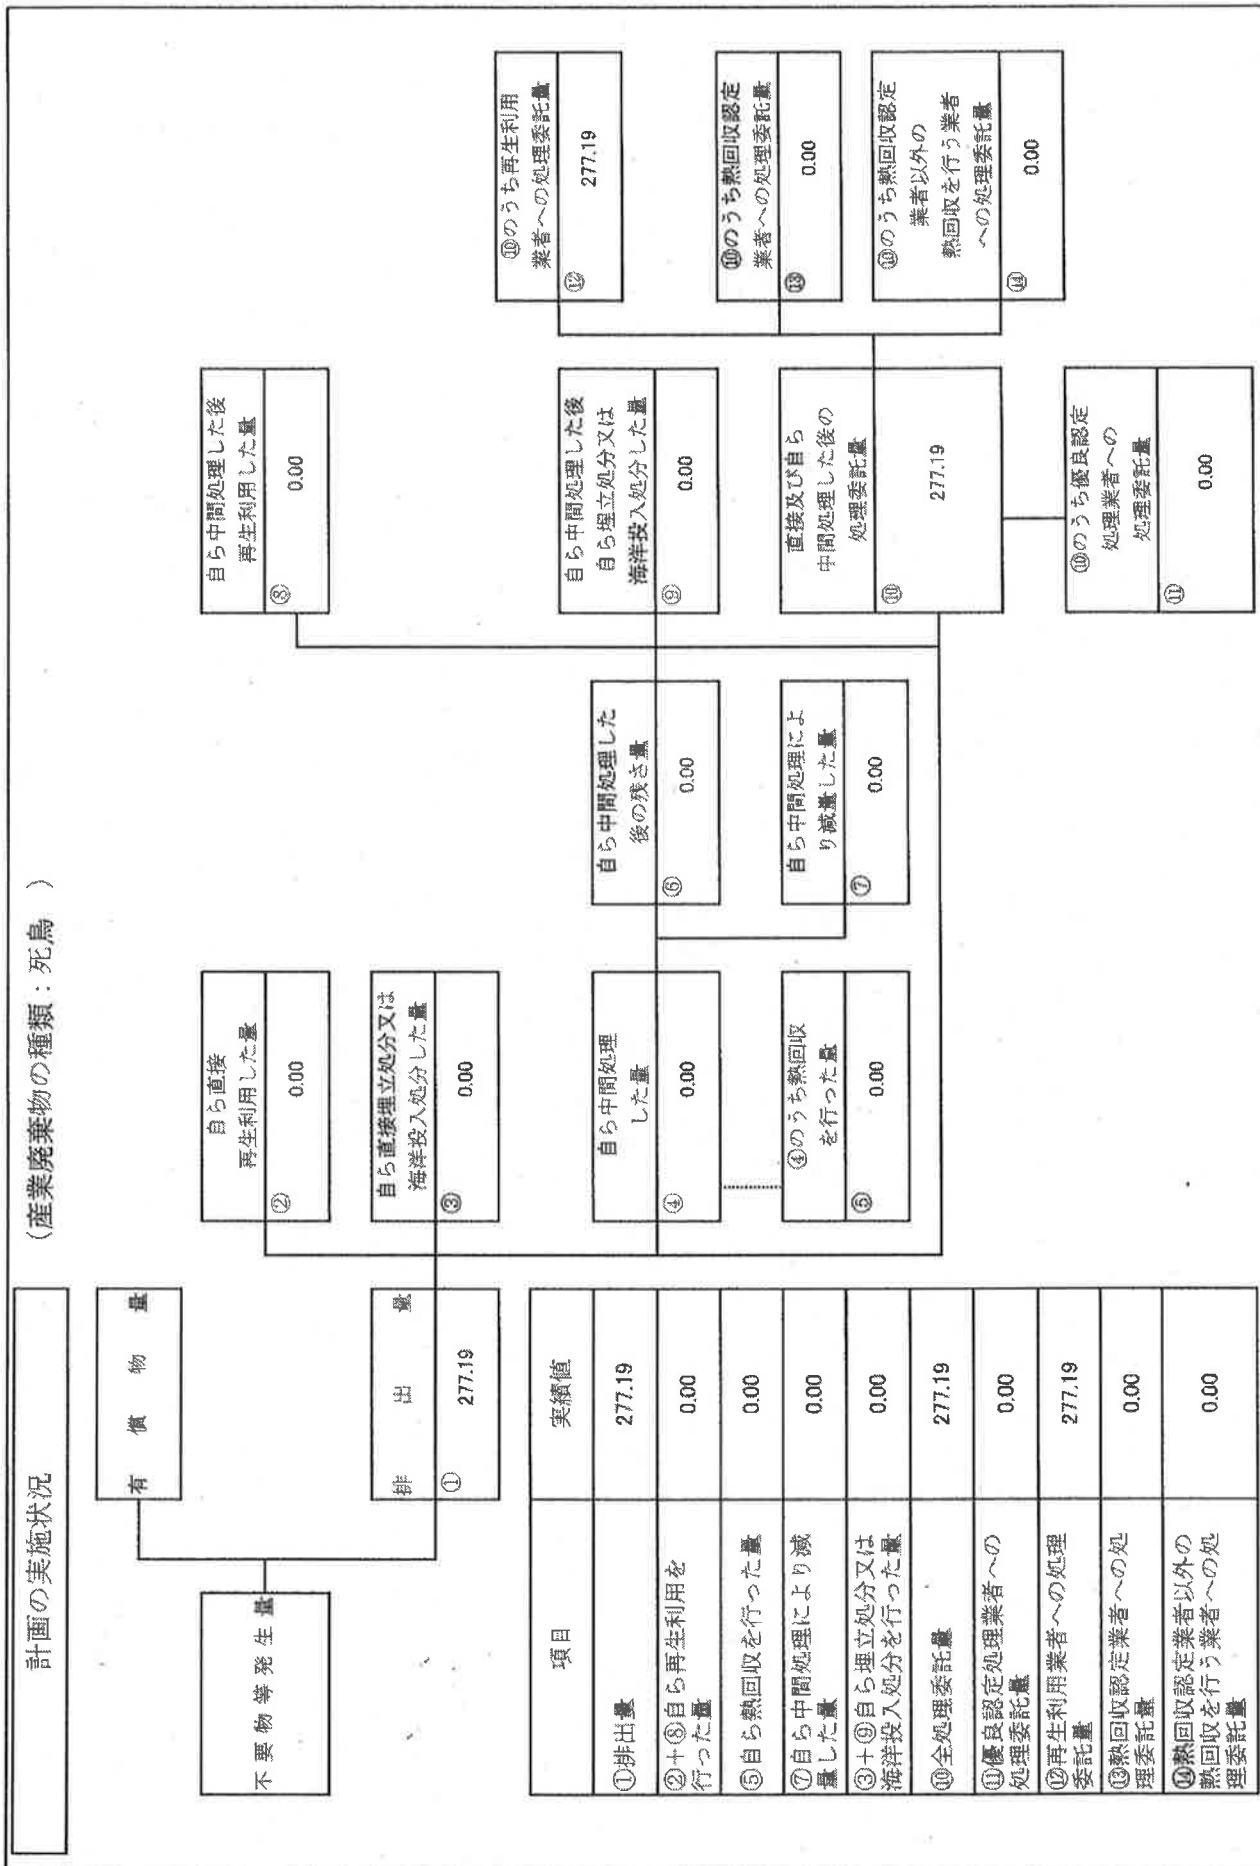 計画の実施状況
(産業廃棄物の種類：死鳥　)
不要物等発生量
有償物量
排出量
①
277.19
自ら直接
再生利用した量
②
0.00
自ら直接埋立処分又は
海洋投入処分した量
③
0.00
自ら中間処理
した量
④
0.00
④のうち熱回収
を行った量
⑤
0.00
自ら中間処理した
後の残さ量
⑥
0.00
自ら中間処理によ
り減量した量
⑦
0.00
自ら中間処理した後
再生利用した量
⑧
0.00
自ら中間処理した後
自ら埋立処分又は
海洋投入処分した量
⑨
0.00
直接及び自ら
中間処理した後の
処理委託量
⑩
277.19
⑩のうち優良認定
処理業者への
処理委託量
⑪
0.00
⑩のうち再生利用
業者への処理委託量
⑫
277.19
⑩のうち熱回収認定
業者への処理委託量
⑬
0.00
⑩のうち熱回収認定
業者以外の
熱回収を行う業者
への処理委託量
⑭
0.00
項目
実績値
①排出量
277.19
②＋⑧自ら再生利用を
行った量
0.00
⑤自ら熱回収を行った量
0.00
⑦自ら中間処理により減
量した量
0.00
③＋⑨自ら埋立処分又は
海洋投入処分を行った量
0.00
⑩全処理委託量
277.19
⑪優良認定処理業者への
処理委託量
0.00
⑫再生利用業者への処理
委託量
277.19
⑬熱回収認定業者への処
理委託量
0.00
⑭熱回収認定業者以外の
熱回収を行う業者への処
理委託量
0.00